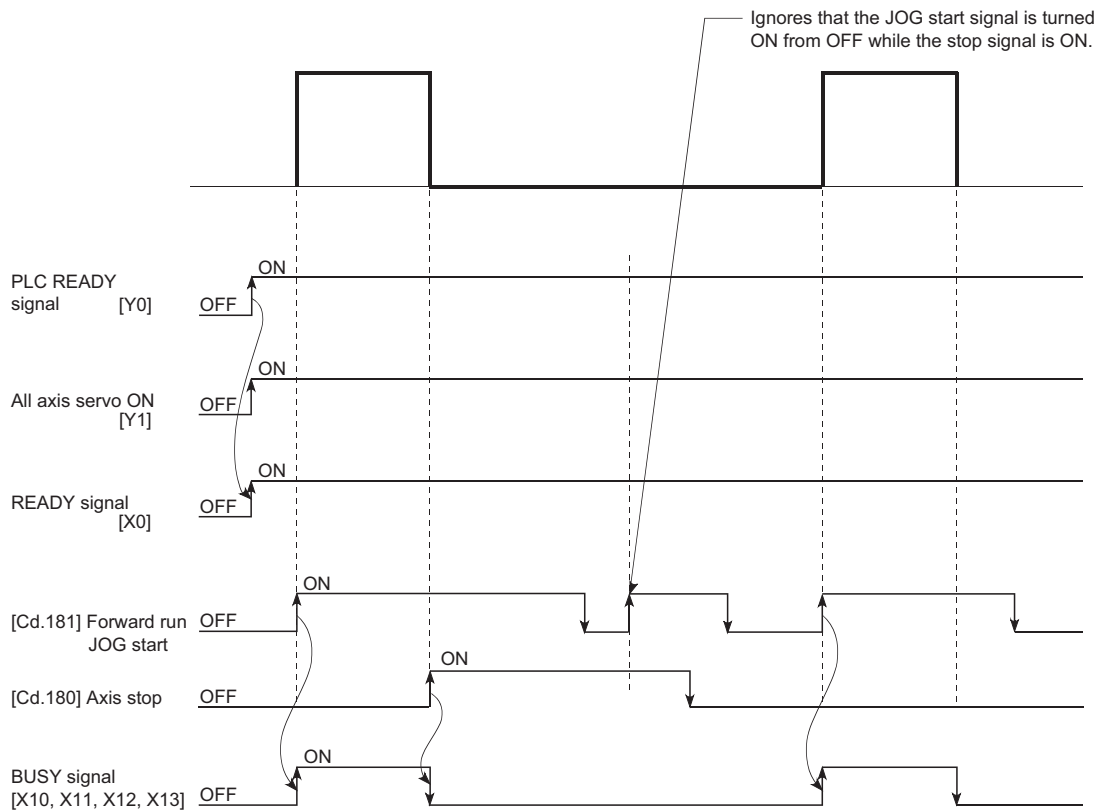 Ignores that the JOG start signal is turned
ON from OFF while the stop signal is ON.
ON
PLC READY
signal [Y0]
OFF
ON
All axis servo ON
[Y1]
OFF
ON
READY signal
[X0]
OFF
ON
[Cd.181] Forward run
JOG start
OFF
ON
[Cd.180] Axis stop
OFF
ON
BUSY signal
[X10, X11, X12, X13]
OFF